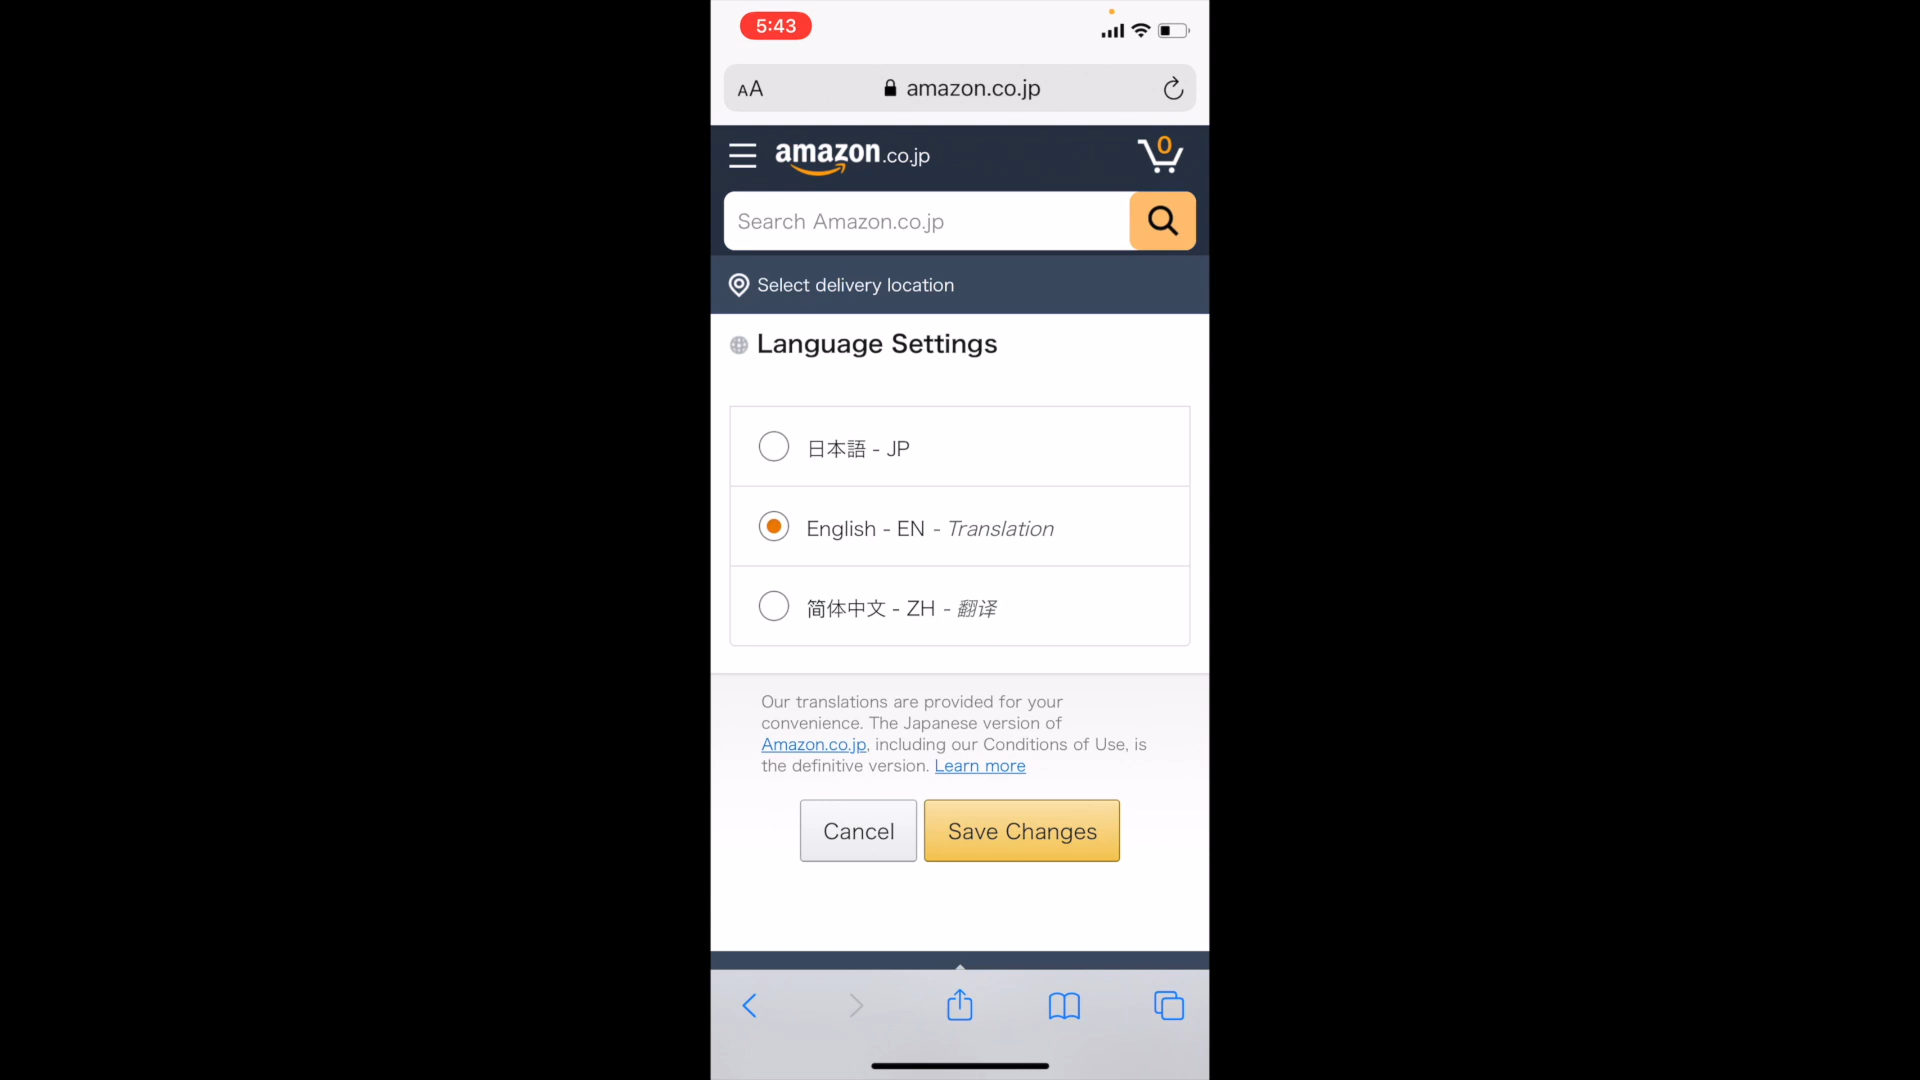 5:43
AA amazon.co.jp
amazon.co.jp 0
Search Amazon.co.jp
Select delivery location
Language Settings
日本語 - JP
English - EN - Translation
简体中文 - ZH - 翻译
Our translations are provided for your
convenience. The Japanese version of
Amazon.co.jp, including our Conditions of Use, is
the definitive version. Learn more
Cancel Save Changes